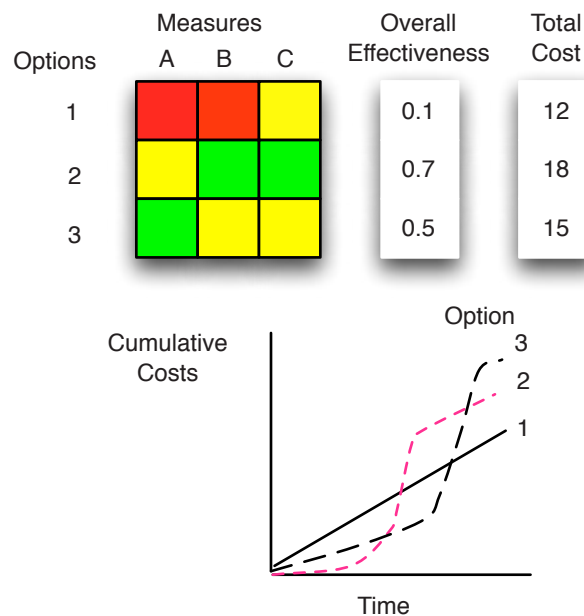 Measures
Overall
Effectiveness
Total
Cost
Options
A B C
1 0.1 12
2 0.7 18
3 0.5 15
Option
Cumulative
Costs
3
2
1
Time